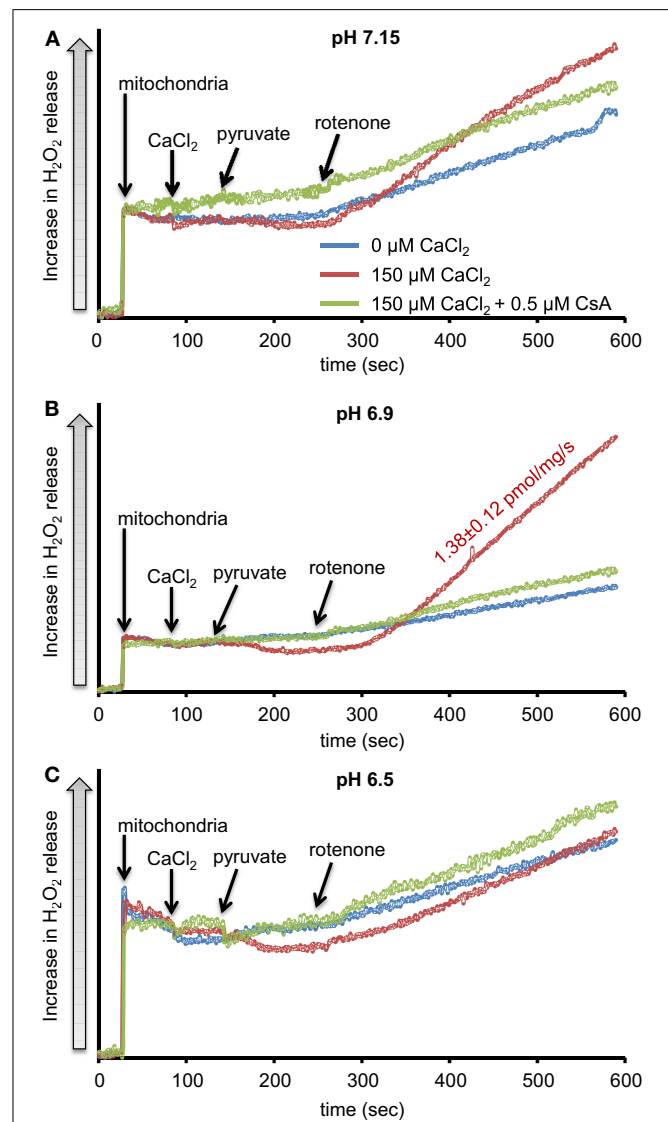 A
pH 7.15
Increase in H₂O₂ release
mitochondria
CaCl₂
pyruvate
rotenone
0 µM CaCl₂
150 µM CaCl₂
150 µM CaCl₂ + 0.5 µM CsA
0 100 200 300 400 500 600
time (sec)
B
pH 6.9
Increase in H₂O₂ release
mitochondria
CaCl₂
pyruvate
rotenone
1.38±0.12 pmol/mg/s
0 100 200 300 400 500 600
time (sec)
C
pH 6.5
Increase in H₂O₂ release
mitochondria
CaCl₂
pyruvate
rotenone
0 100 200 300 400 500 600
time (sec)